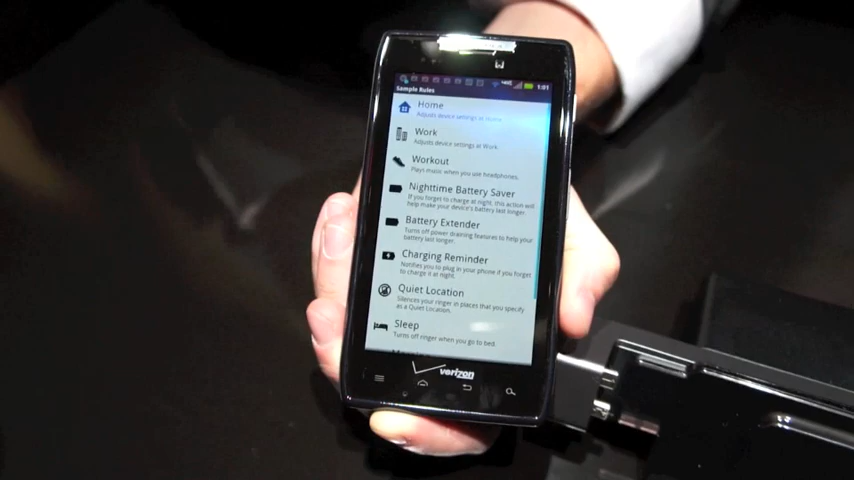 1:01
Sample Rules
Home
Adjusts device settings at Home.
Work
Adjusts device settings at Work.
Workout
Plays music when you use headphones.
Nighttime Battery Saver
If you forget to charge at night, this action will
help make your device's battery last longer.
Battery Extender
Turns off power draining features to help your
battery last longer.
Charging Reminder
Notifies you to plug in your phone if you forget
to charge it at night.
Quiet Location
Silences your ringer in places that you specify
as a Quiet Location.
Sleep
Turns off ringer when you go to bed.
verizon